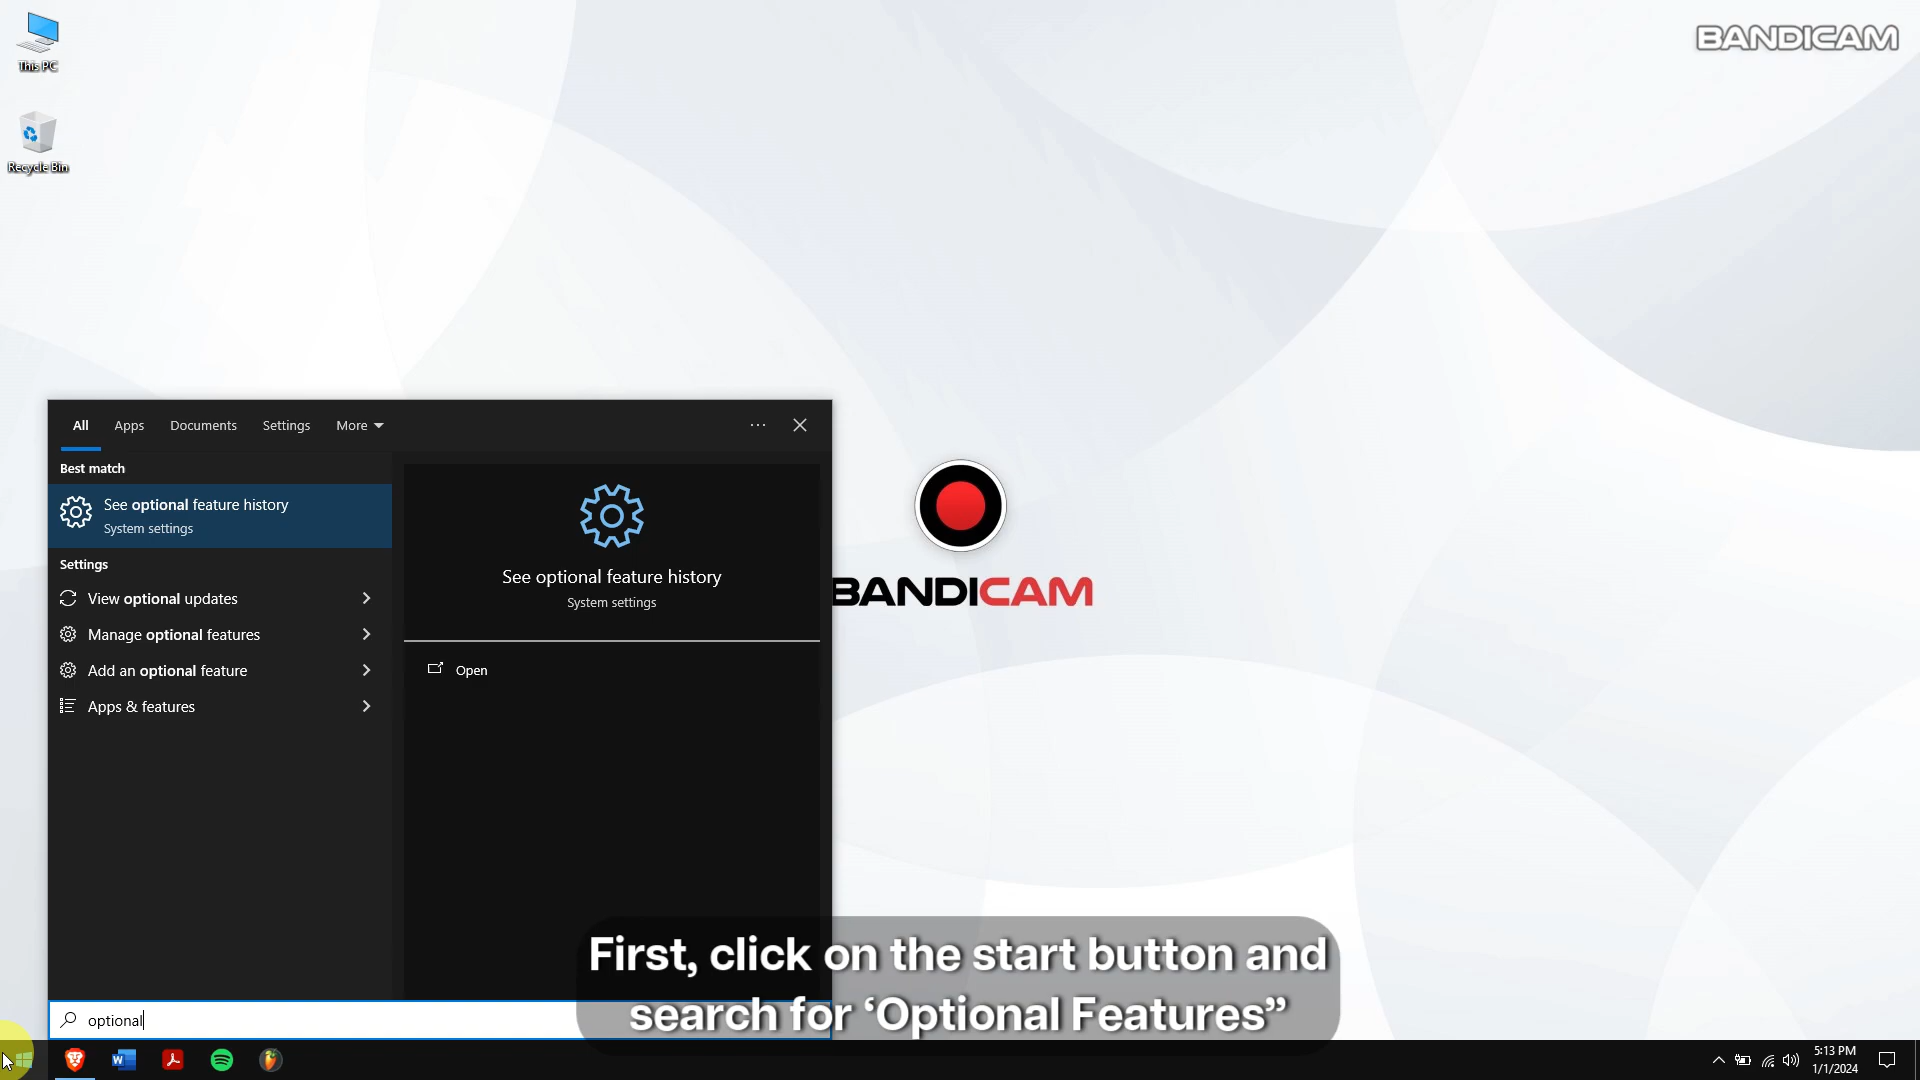 This PC
Recycle Bin
BANDICAM
All Apps Documents Settings More
Best match
See optional feature history
System settings
Settings
View optional updates
Manage optional features
Add an optional feature
Apps & features
See optional feature history
System settings
Open
BANDICAM
First, click on the start button and
search for ‘Optional Features”
optional
5:13 PM
1/1/2024